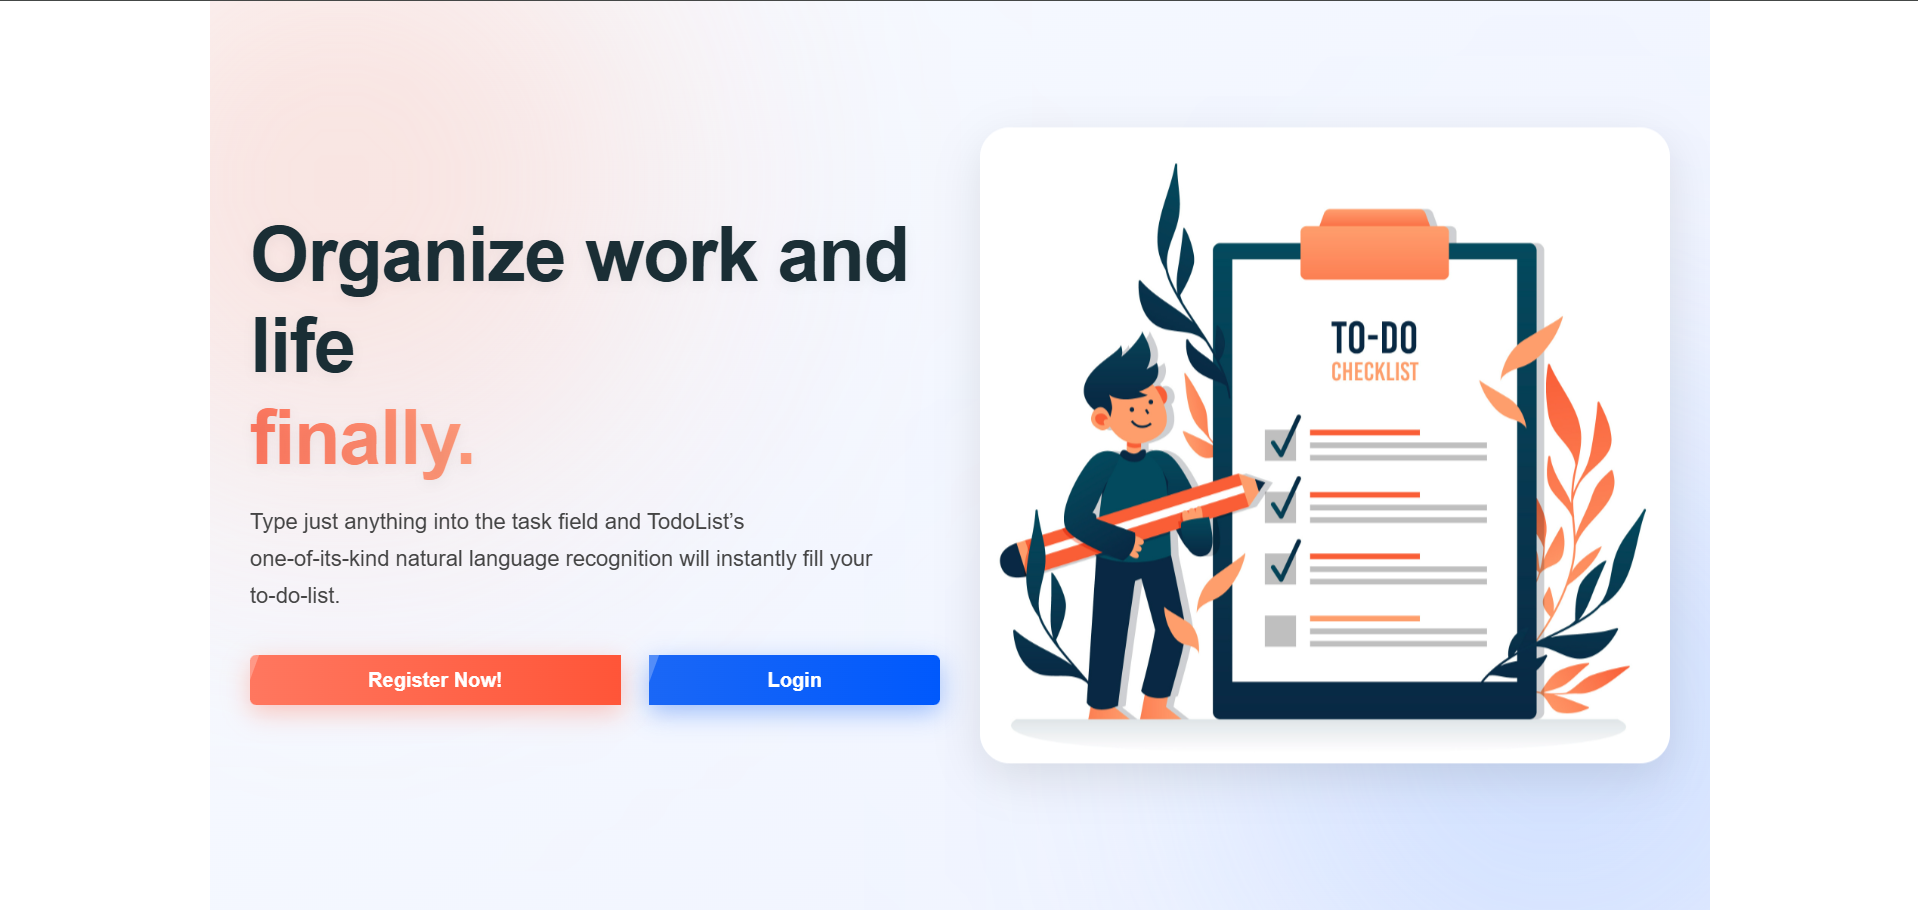 Organize work and
life
finally.
Type just anything into the task field and TodoList’s
one-of-its-kind natural language recognition will instantly fill your
to-do-list.
Register Now!
Login
TO-DO
CHECKLIST